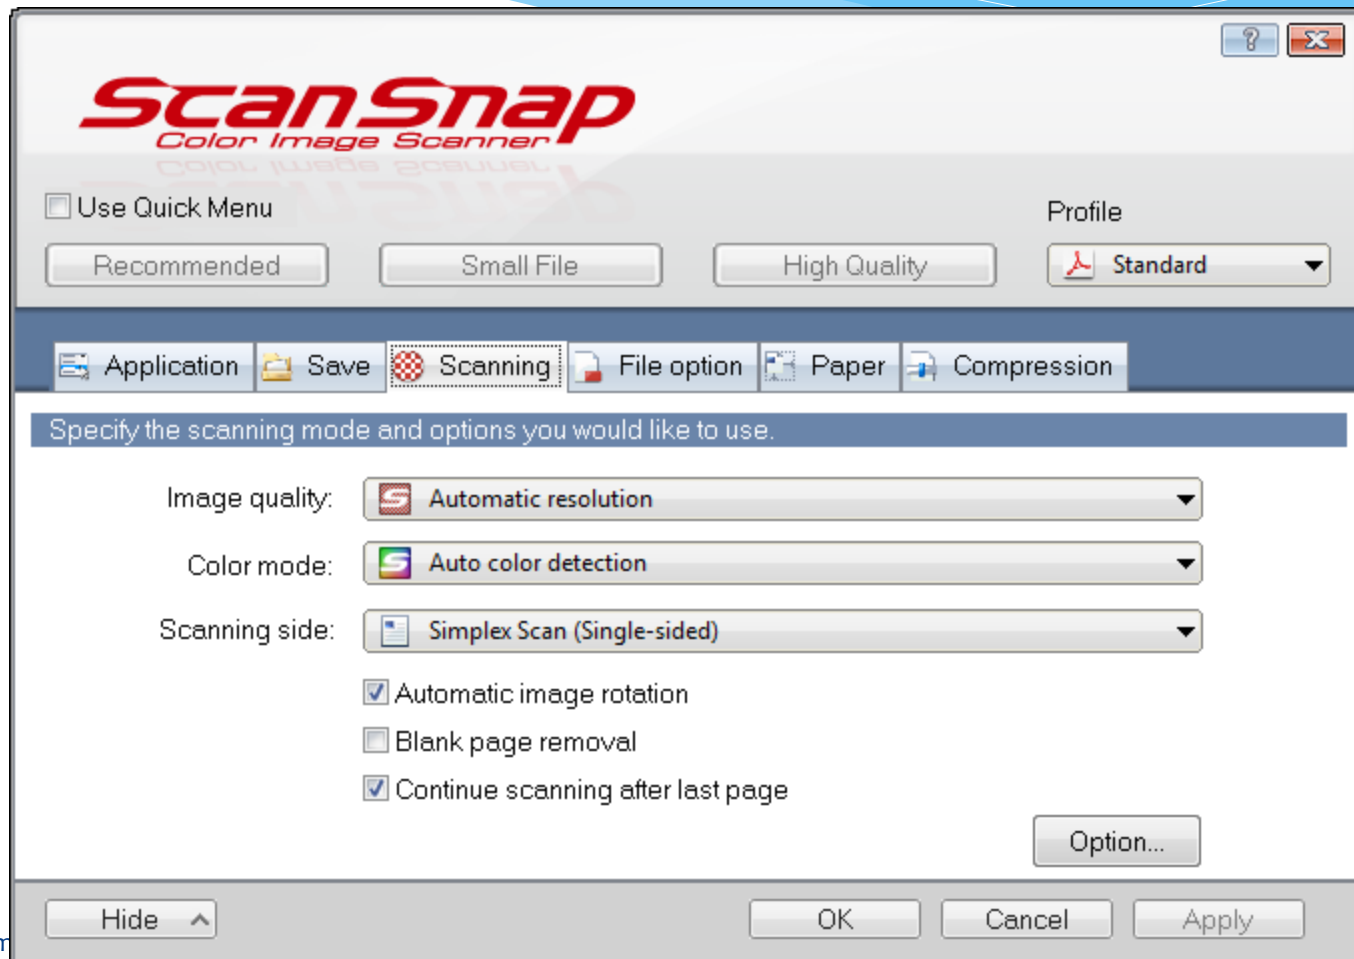 ScanSnap
Color Image Scanner
Use Quick Menu
Profile
Recommended
Small File
High Quality
Standard
Application
Save
Scanning
File option
Paper
Compression
Specify the scanning mode and options you would like to use.
Image quality:
Automatic resolution
Color mode:
Auto color detection
Scanning side:
Simplex Scan (Single-sided)
Automatic image rotation
Blank page removal
Continue scanning after last page
Option...
Hide
OK
Cancel
Apply